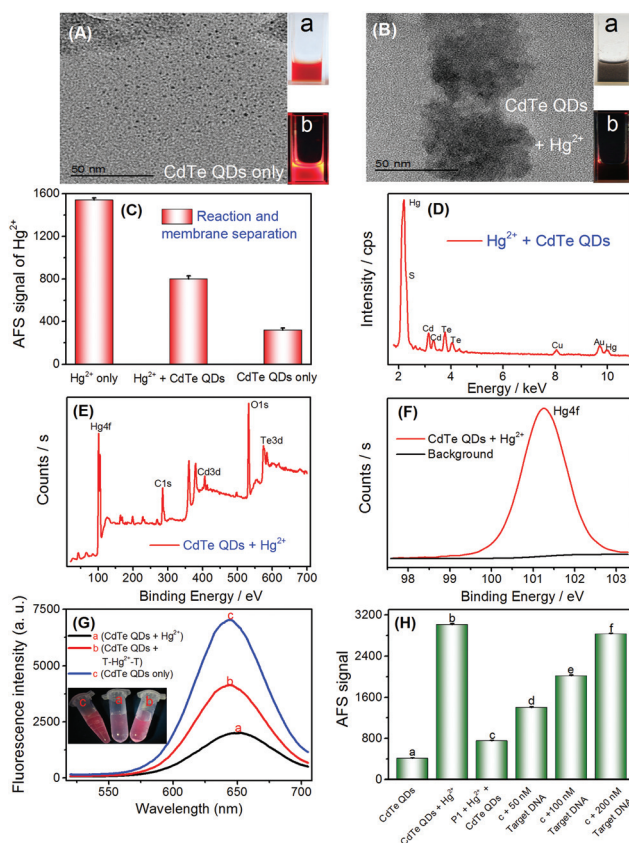 (A)
a
b
50 nm
CdTe QDs only
(B)
a
b
CdTe QDs
+ Hg²⁺
50 nm
(C)
Reaction and
membrane separation
AFS signal of Hg²⁺
1600
1200
800
400
0
Hg²⁺ only
Hg²⁺ + CdTe QDs
CdTe QDs only
(D)
Hg²⁺ + CdTe QDs
Intensity / cps
Hg
S
Cd
Cd
Te
Te
Cu
Au
Hg
2 4 6 8 10
Energy / keV
(E)
Hg4f
C1s
Cd3d
O1s
Te3d
CdTe QDs + Hg²⁺
Counts / s
100 200 300 400 500 600 700
Binding Energy / eV
(F)
Hg4f
CdTe QDs + Hg²⁺
Background
Counts / s
98 99 100 101 102 103
Binding Energy / eV
(G)
a (CdTe QDs + Hg²⁺)
b (CdTe QDs +
T-Hg²⁺-T)
c (CdTe QDs only)
c
b
a
c a b
Fluorescence intensity (a. u.)
7500
5000
2500
0
550 600 650 700
Wavelength (nm)
(H)
AFS signal
3200
2400
1600
800
0
a
b
c
d
e
f
CdTe QDs
CdTe QDs + Hg²⁺
P1 + Hg²⁺ +
CdTe QDs
c + 50 nM
Target DNA
c + 100 nM
Target DNA
c + 200 nM
Target DNA